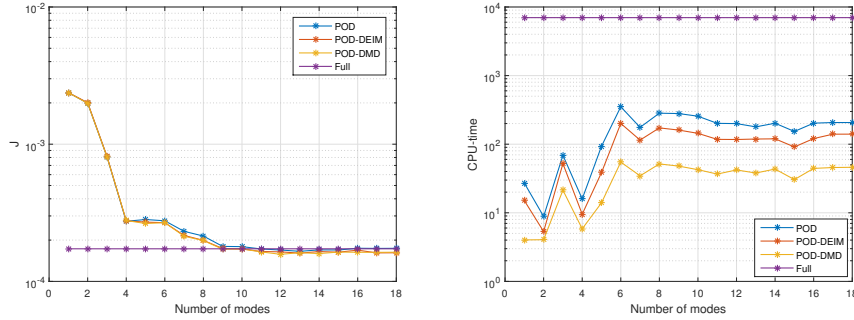 10^-2
10^-3
10^-4
J
0 2 4 6 8 10 12 14 16 18
Number of modes
POD
POD-DEIM
POD-DMD
Full
10^4
10^3
10^2
10^1
10^0
CPU-time
0 2 4 6 8 10 12 14 16 18
Number of modes
POD
POD-DEIM
POD-DMD
Full